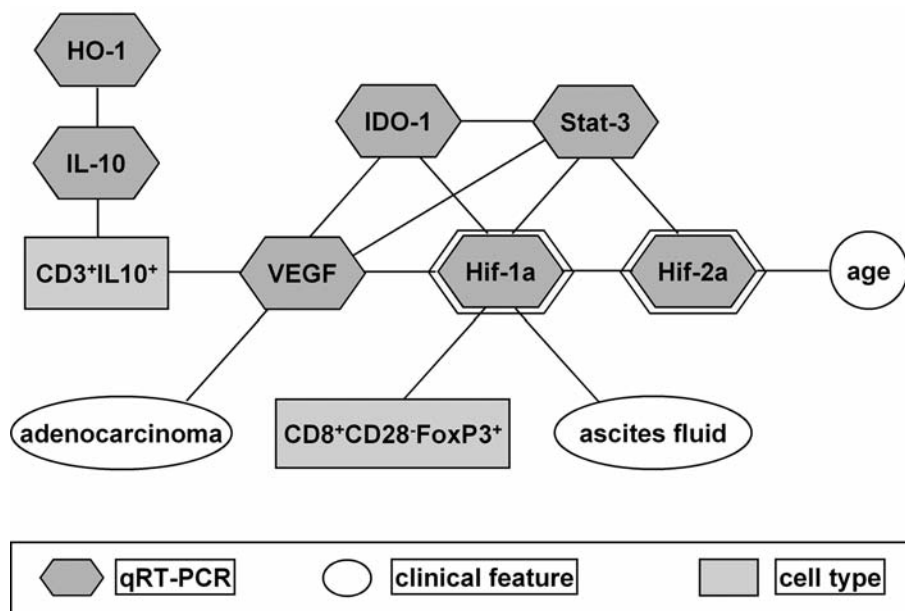 HO-1
IDO-1
Stat-3
IL-10
CD3⁺IL10⁺
VEGF
Hif-1a
Hif-2a
age
adenocarcinoma
CD8⁺CD28⁻FoxP3⁺
ascites fluid
qRT-PCR
clinical feature
cell type